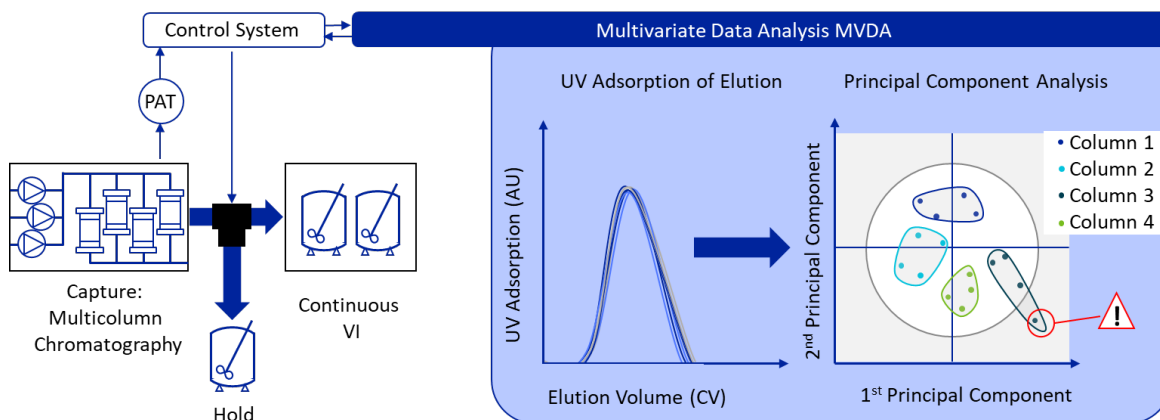 Control System
Multivariate Data Analysis MVDA
PAT
UV Adsorption of Elution
Principal Component Analysis
UV Adsorption (AU)
Elution Volume (CV)
2nd Principal Component
1st Principal Component
Column 1
Column 2
Column 3
Column 4
!
Capture:
Multicolumn
Chromatography
Continuous
VI
Hold